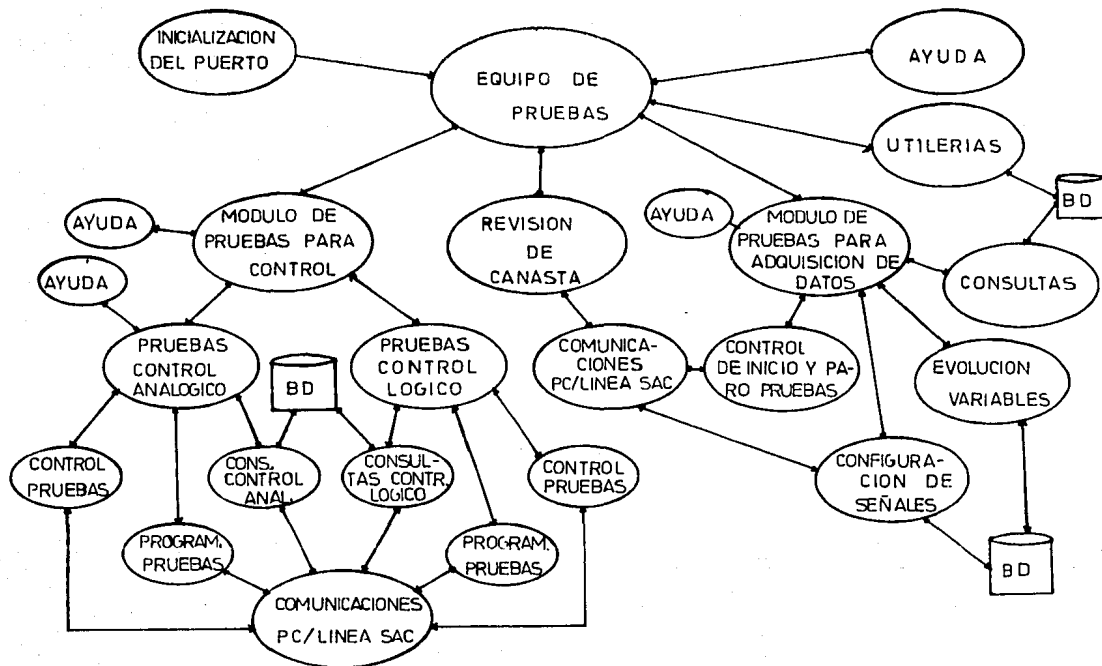 INICIALIZACION
DEL PUERTO
EQUIPO DE
PRUEBAS
AYUDA
UTILERIAS
BD
AYUDA
MODULO DE
PRUEBAS PARA
CONTROL
REVISION
DE
CANASTA
AYUDA
MODULO DE
PRUEBAS PARA
ADQUISICION DE
DATOS
CONSULTAS
AYUDA
PRUEBAS
CONTROL
ANALOGICO
BD
PRUEBAS
CONTROL
LOGICO
COMUNICA-
CIONES
PC/LINEA SAC
CONTROL
DE INICIO Y PA-
RO PRUEBAS
EVOLUCION
VARIABLES
CONTROL
PRUEBAS
CONS.
CONTROL
ANAL.
CONSUL-
TAS CONTR.
LOGICO
CONTROL
PRUEBAS
CONFIGURA-
CION DE
SEÑALES
PROGRAM.
PRUEBAS
PROGRAM.
PRUEBAS
BD
COMUNICACIONES
PC/LINEA SAC